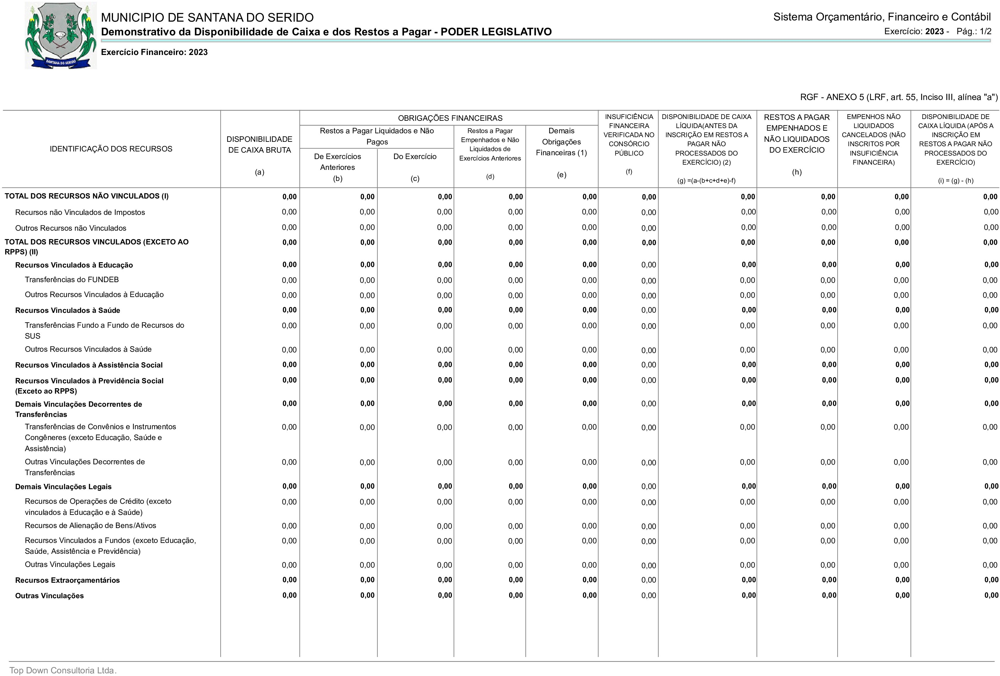 SANTANA DO SERIDÓ
MUNICIPIO DE SANTANA DO SERIDO
Demonstrativo da Disponibilidade de Caixa e dos Restos a Pagar - PODER LEGISLATIVO
Exercício Financeiro: 2023
Sistema Orçamentário, Financeiro e Contábil
Exercício: 2023 - Pág.: 1/2
RGF - ANEXO 5 (LRF, art. 55, Inciso III, alínea "a")
IDENTIFICAÇÃO DOS RECURSOS
DISPONIBILIDADE
DE CAIXA BRUTA
(a)
OBRIGAÇÕES FINANCEIRAS
Restos a Pagar Liquidados e Não
Pagos
De Exercícios
Anteriores
(b)
Do Exercício
(c)
Restos a Pagar
Empenhados e Não
Liquidados de
Exercícios Anteriores
(d)
Demais
Obrigações
Financeiras (1)
(e)
INSUFICIÊNCIA
FINANCEIRA
VERIFICADA NO
CONSÓRCIO
PÚBLICO
(f)
DISPONIBILIDADE DE CAIXA
LÍQUIDA(ANTES DA
INSCRIÇÃO EM RESTOS A
PAGAR NÃO
PROCESSADOS DO
EXERCÍCIO) (2)
(g) =(a-(b+c+d+e)-f)
RESTOS A PAGAR
EMPENHADOS E
NÃO LIQUIDADOS
DO EXERCÍCIO
(h)
EMPENHOS NÃO
LIQUIDADOS
CANCELADOS (NÃO
INSCRITOS POR
INSUFICIÊNCIA
FINANCEIRA)
DISPONIBILIDADE DE
CAIXA LÍQUIDA (APÓS A
INSCRIÇÃO EM
RESTOS A PAGAR NÃO
PROCESSADOS DO
EXERCÍCIO)
(i) = (g) - (h)
TOTAL DOS RECURSOS NÃO VINCULADOS (I) 0,00 0,00 0,00 0,00 0,00 0,00 0,00 0,00 0,00 0,00
Recursos não Vinculados de Impostos 0,00 0,00 0,00 0,00 0,00 0,00 0,00 0,00 0,00 0,00
Outros Recursos não Vinculados 0,00 0,00 0,00 0,00 0,00 0,00 0,00 0,00 0,00 0,00
TOTAL DOS RECURSOS VINCULADOS (EXCETO AO 0,00 0,00 0,00 0,00 0,00 0,00 0,00 0,00 0,00 0,00
RPPS) (II)
Recursos Vinculados à Educação 0,00 0,00 0,00 0,00 0,00 0,00 0,00 0,00 0,00 0,00
Transferências do FUNDEB 0,00 0,00 0,00 0,00 0,00 0,00 0,00 0,00 0,00 0,00
Outros Recursos Vinculados à Educação 0,00 0,00 0,00 0,00 0,00 0,00 0,00 0,00 0,00 0,00
Recursos Vinculados à Saúde 0,00 0,00 0,00 0,00 0,00 0,00 0,00 0,00 0,00 0,00
Transferências Fundo a Fundo de Recursos do 0,00 0,00 0,00 0,00 0,00 0,00 0,00 0,00 0,00 0,00
SUS
Outros Recursos Vinculados à Saúde 0,00 0,00 0,00 0,00 0,00 0,00 0,00 0,00 0,00 0,00
Recursos Vinculados à Assistência Social 0,00 0,00 0,00 0,00 0,00 0,00 0,00 0,00 0,00 0,00
Recursos Vinculados à Previdência Social 0,00 0,00 0,00 0,00 0,00 0,00 0,00 0,00 0,00 0,00
(Exceto ao RPPS)
Demais Vinculações Decorrentes de 0,00 0,00 0,00 0,00 0,00 0,00 0,00 0,00 0,00 0,00
Transferências
Transferências de Convênios e Instrumentos 0,00 0,00 0,00 0,00 0,00 0,00 0,00 0,00 0,00 0,00
Congêneres (exceto Educação, Saúde e
Assistência)
Outras Vinculações Decorrentes de 0,00 0,00 0,00 0,00 0,00 0,00 0,00 0,00 0,00 0,00
Transferências
Demais Vinculações Legais 0,00 0,00 0,00 0,00 0,00 0,00 0,00 0,00 0,00 0,00
Recursos de Operações de Crédito (exceto 0,00 0,00 0,00 0,00 0,00 0,00 0,00 0,00 0,00 0,00
vinculados à Educação e à Saúde)
Recursos de Alienação de Bens/Ativos 0,00 0,00 0,00 0,00 0,00 0,00 0,00 0,00 0,00 0,00
Recursos Vinculados a Fundos (exceto Educação, 0,00 0,00 0,00 0,00 0,00 0,00 0,00 0,00 0,00 0,00
Saúde, Assistência e Previdência)
Outras Vinculações Legais 0,00 0,00 0,00 0,00 0,00 0,00 0,00 0,00 0,00 0,00
Recursos Extraorçamentários 0,00 0,00 0,00 0,00 0,00 0,00 0,00 0,00 0,00 0,00
Outras Vinculações 0,00 0,00 0,00 0,00 0,00 0,00 0,00 0,00 0,00 0,00
Top Down Consultoria Ltda.